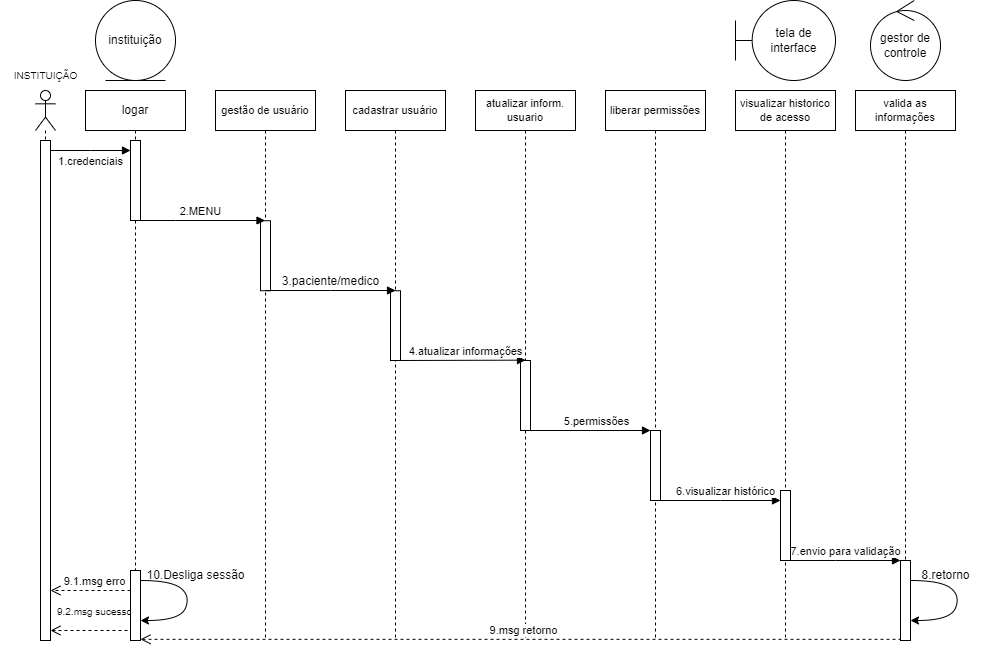 instituição
tela de
interface
gestor de
controle
INSTITUIÇÃO
logar
gestão de usuário
cadastrar usuário
atualizar inform.
usuario
liberar permissões
visualizar historico
de acesso
valida as
informações
1.credenciais
2.MENU
3.paciente/medico
4.atualizar informações
5.permissões
6.visualizar histórico
7.envio para validação
8.retorno
10.Desliga sessão
9.1.msg erro
9.2.msg sucesso
9.msg retorno